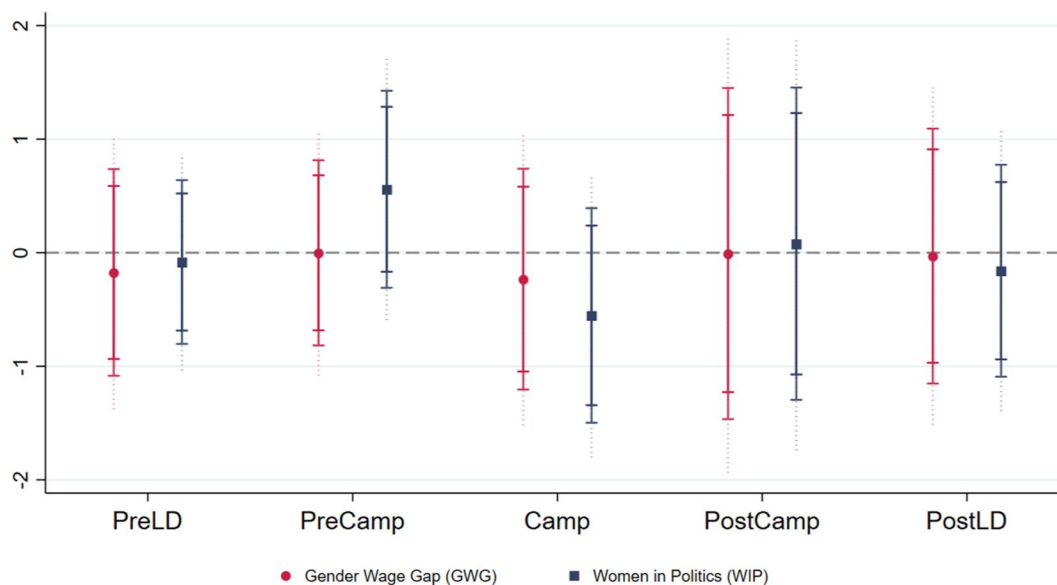 2
1
0
-1
-2
PreLD PreCamp Camp PostCamp PostLD
Gender Wage Gap (GWG) Women in Politics (WIP)